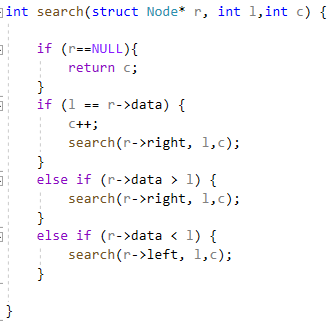 int search(struct Node* r, int l,int c) {
if (r==NULL){
return c;
}
if (l == r->data) {
c++;
search(r->right, l,c);
}
else if (r->data > l) {
search(r->right, l,c);
}
else if (r->data < l) {
search(r->left, l,c);
}
}